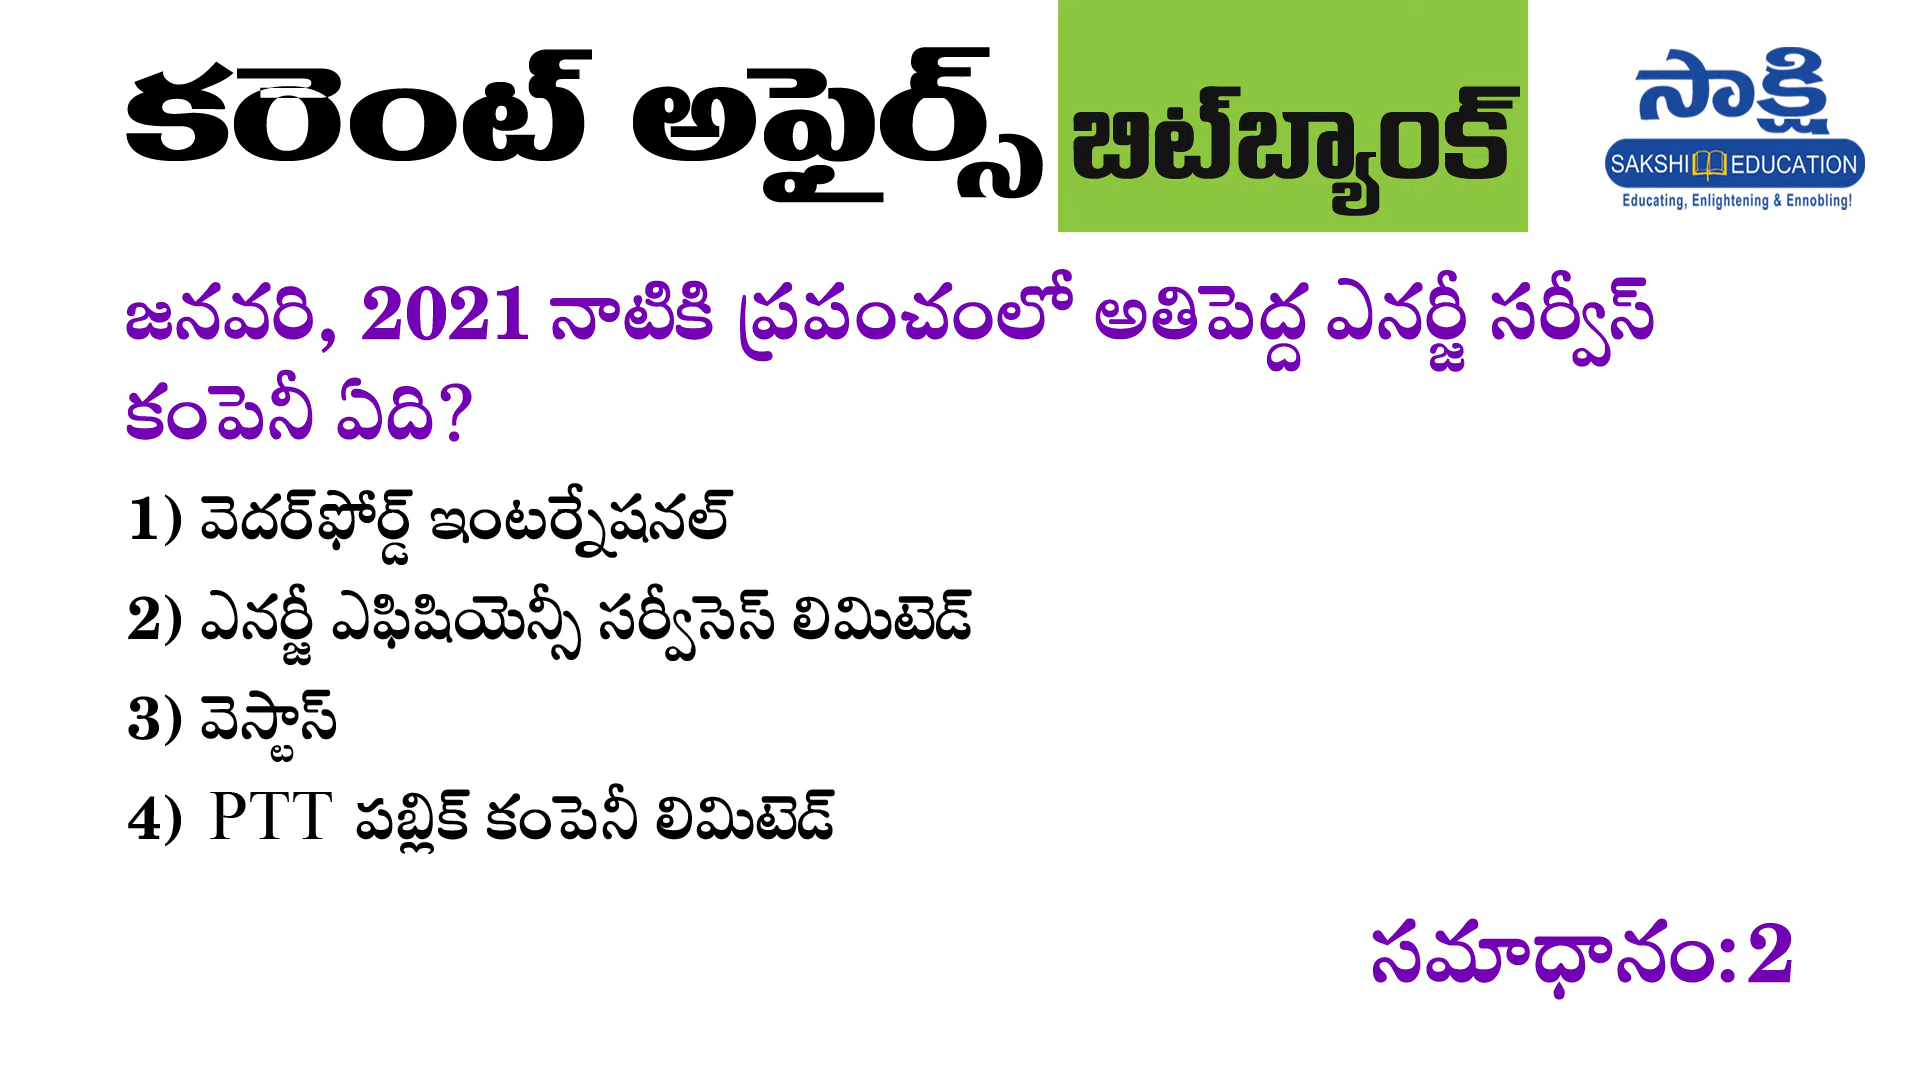 కరెంట్ అఫైర్స్ బిట్‌బ్యాంక్
సాక్షి
SAKSHI EDUCATION
Educating, Enlightening & Ennobling!
జనవరి, 2021 నాటికి ప్రపంచంలో అతిపెద్ద ఎనర్జీ సర్వీస్
కంపెనీ ఏది?
1) వెదర్‌ఫోర్డ్ ఇంటర్నేషనల్
2) ఎనర్జీ ఎఫిషియెన్సీ సర్వీసెస్ లిమిటెడ్
3) వెస్టాస్
4) PTT పబ్లిక్ కంపెనీ లిమిటెడ్
సమాధానం: 2